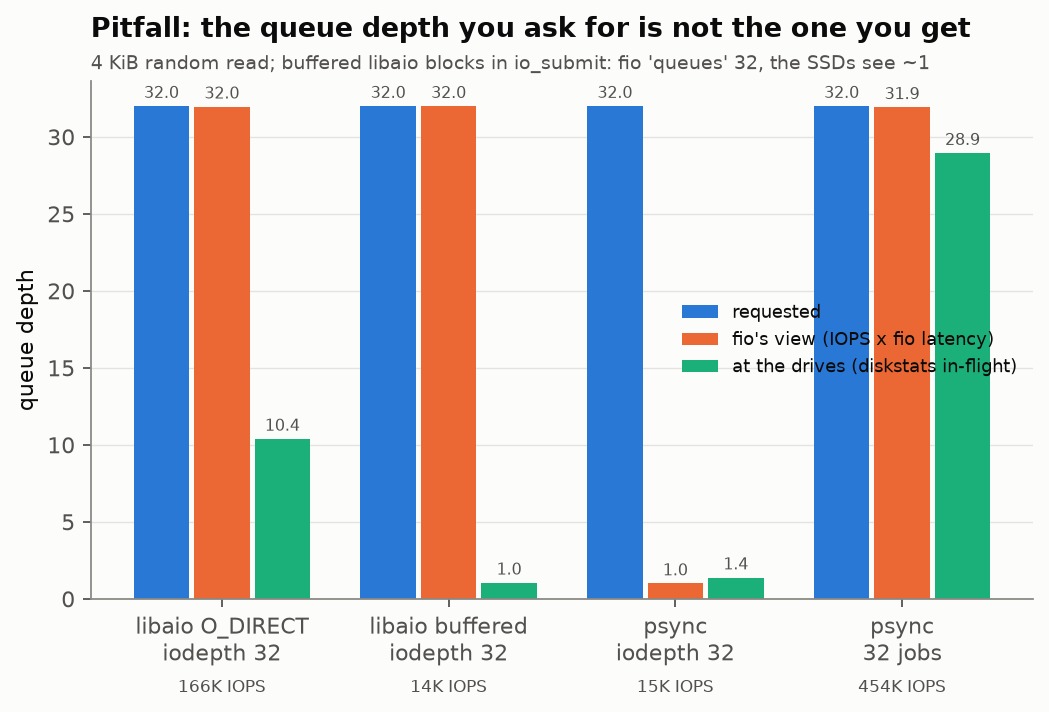 Pitfall: the queue depth you ask for is not the one you get
4 KiB random read; buffered libaio blocks in io_submit: fio 'queues' 32, the SSDs see ~1
32.0 32.0 32.0 32.0 32.0 32.0 31.9
28.9
10.4
1.0
1.0
1.4
queue depth
30
25
20
15
10
5
0
requested
fio's view (IOPS x fio latency)
at the drives (diskstats in-flight)
libaio O_DIRECT
iodepth 32
166K IOPS
libaio buffered
iodepth 32
14K IOPS
psync
iodepth 32
15K IOPS
psync
32 jobs
454K IOPS